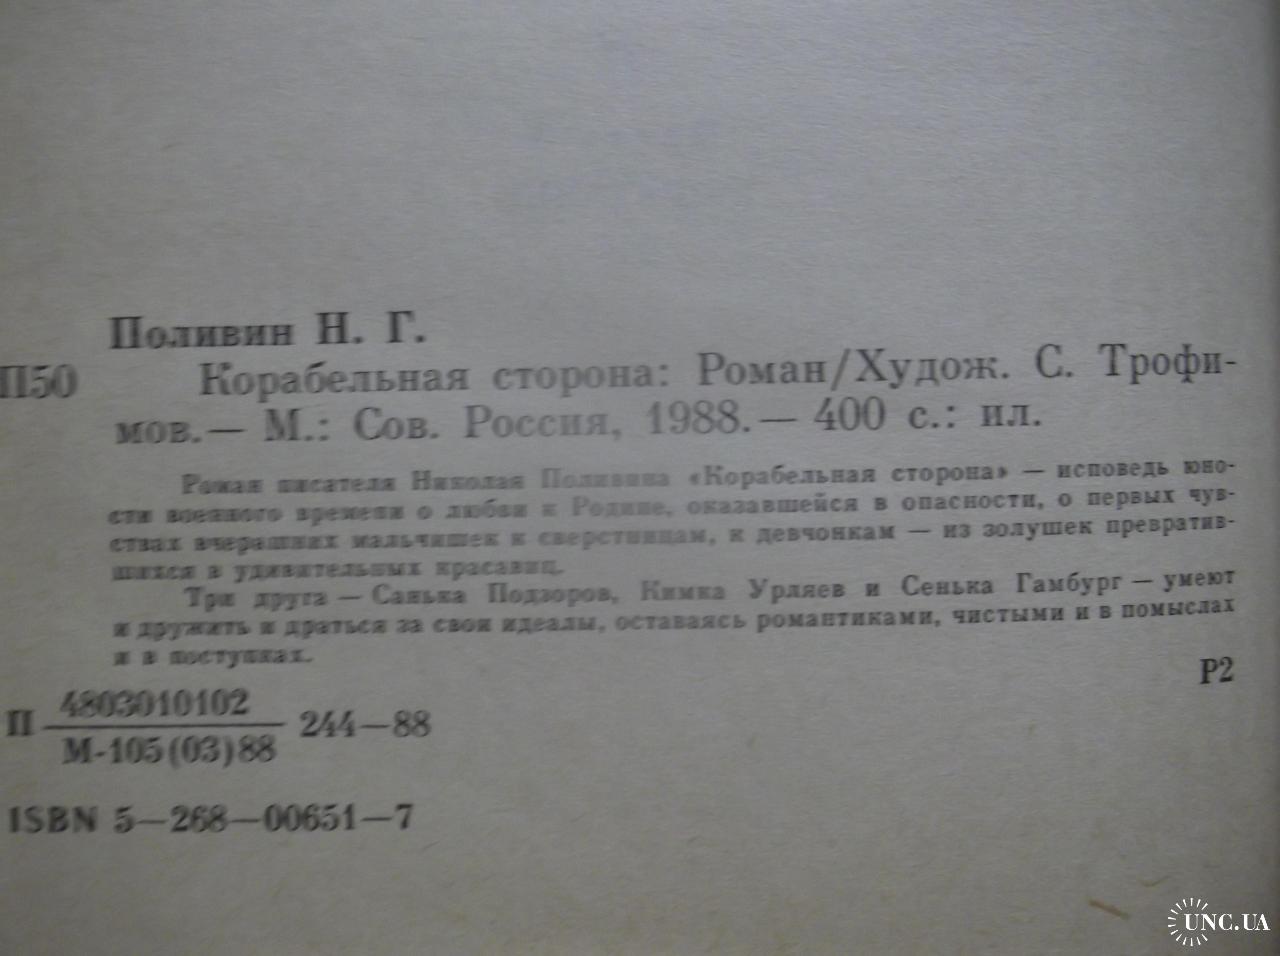 Поливин Н. Г.
П50 Корабельная сторона: Роман/Худож. С. Трофи-
мов.— М.: Сов. Россия, 1988.— 400 с.: ил.
Роман писателя Николая Поливина «Корабельная сторона» — исповедь юно-
сти военного времени о любви к Родине, оказавшейся в опасности, о первых чув-
ствах вчерашних мальчишек к сверстницам, к девчонкам — из золушек превратив-
шихся в удивительных красавиц.
Три друга — Санька Подзоров, Кимка Урляев и Сенька Гамбург — умеют
и дружить и драться за свои идеалы, оставаясь романтиками, чистыми и в помыслах
и в поступках.
П 4803010102 244—88
М-105(03)88
Р2
ISBN 5—268—00651—7
UNC.UA